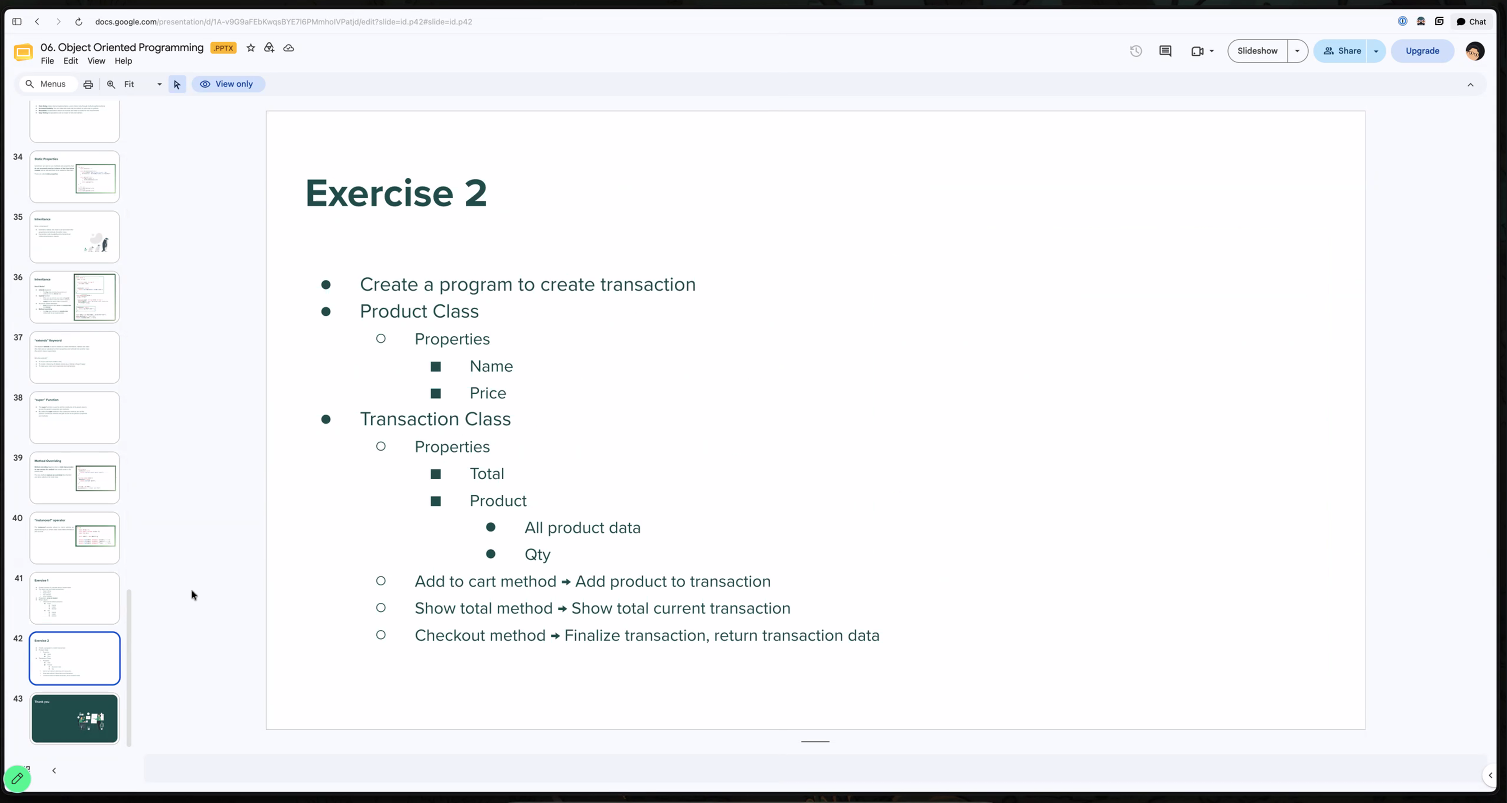 docs.google.com/presentation/d/1A-v9G9aFEbKwqsBYE7I6PMmholVPatjd/edit?slide=id.p42#slide=id.p42
Chat
06. Object Oriented Programming
.PPTX
File Edit View Help
Slideshow
Share
Upgrade
Menus
Fit
View only
34
Static Properties
35
Inheritance
36
Inheritance
37
"extends" Keyword
38
"super" Function
39
Method Overriding
40
"instanceof" operator
41
Exercise 1
42
Exercise 2
43
Thank you
Exercise 2
● Create a program to create transaction
● Product Class
○ Properties
■ Name
■ Price
● Transaction Class
○ Properties
■ Total
■ Product
● All product data
● Qty
○ Add to cart method → Add product to transaction
○ Show total method → Show total current transaction
○ Checkout method → Finalize transaction, return transaction data